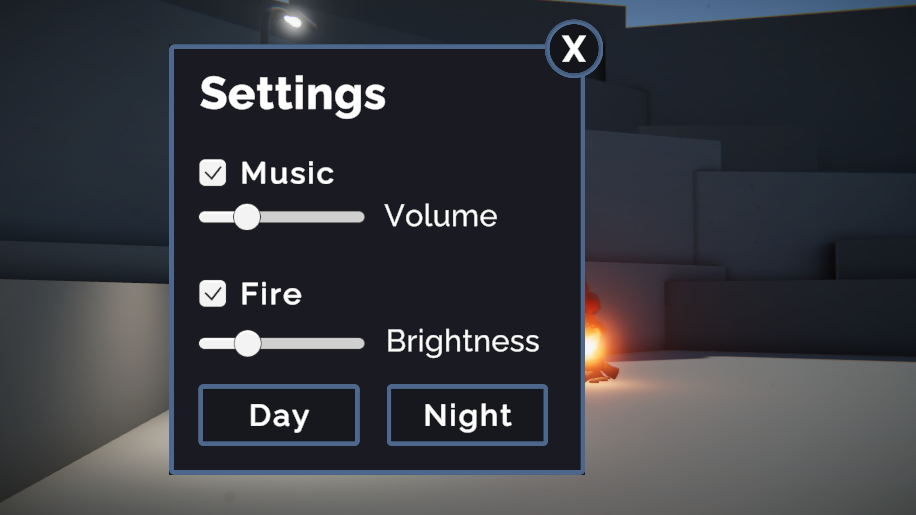 X
Settings
Music
Volume
Fire
Brightness
Day Night